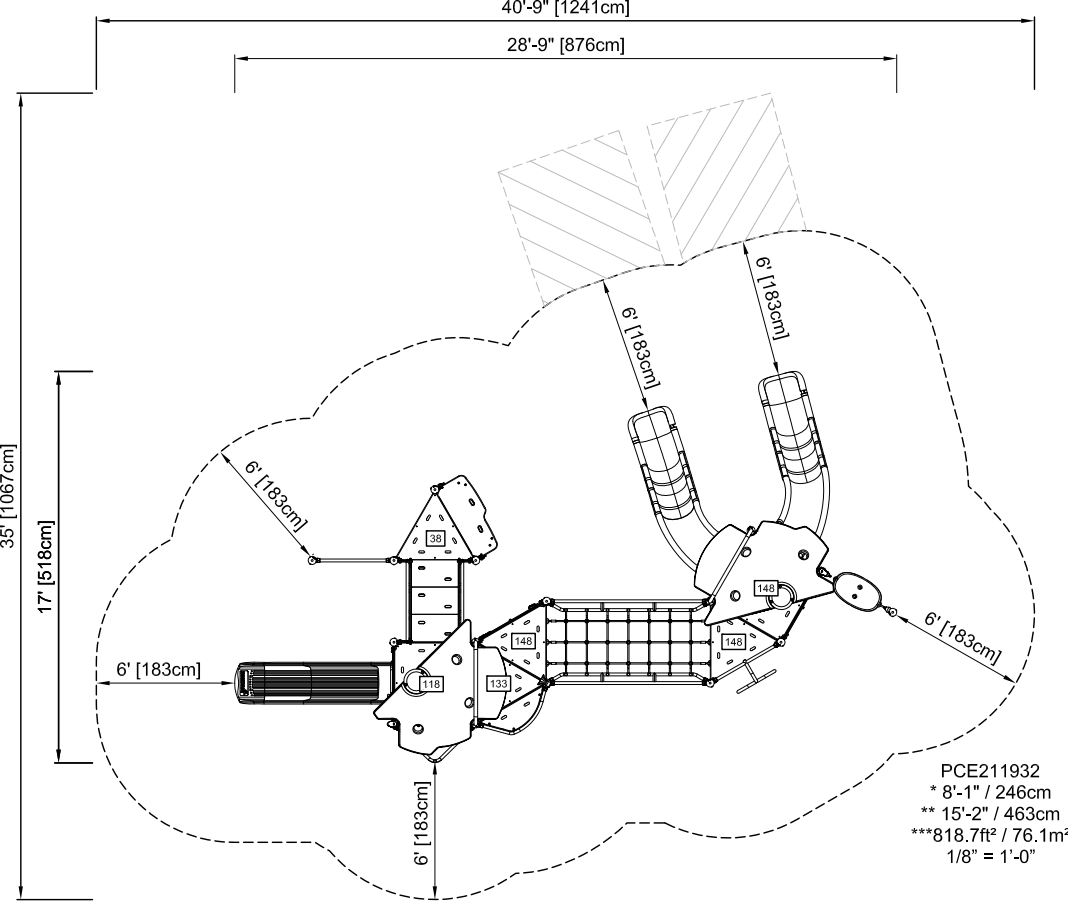 40'-9" [1241cm]
28'-9" [876cm]
35' [1067cm]
17' [518cm]
6' [183cm]
6' [183cm]
6' [183cm]
38
148
148
148
6' [183cm]
6' [183cm]
118
133
6' [183cm]
PCE211932
* 8'-1" / 246cm
** 15'-2" / 463cm
***818.7ft² / 76.1m²
1/8” = 1’-0”